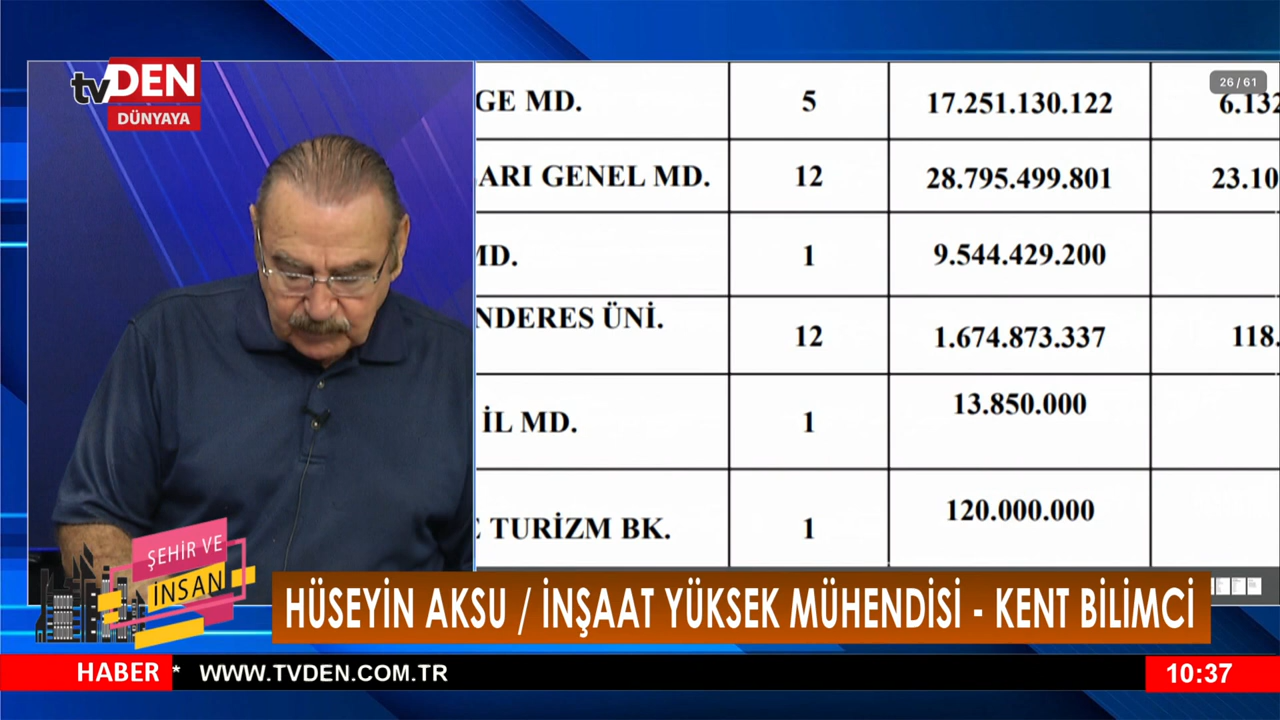 tvDEN
DÜNYAYA
26 / 61
GE MD. 5 17.251.130.122 6.132
ARI GENEL MD. 12 28.795.499.801 23.10
MD. 1 9.544.429.200
NDERES ÜNİ. 12 1.674.873.337 118.
İL MD. 1 13.850.000
E TURİZM BK. 1 120.000.000
ŞEHİR VE
İNSAN
HÜSEYİN AKSU / İNŞAAT YÜKSEK MÜHENDİSİ - KENT BİLİMCİ
HABER * WWW.TVDEN.COM.TR 10:37